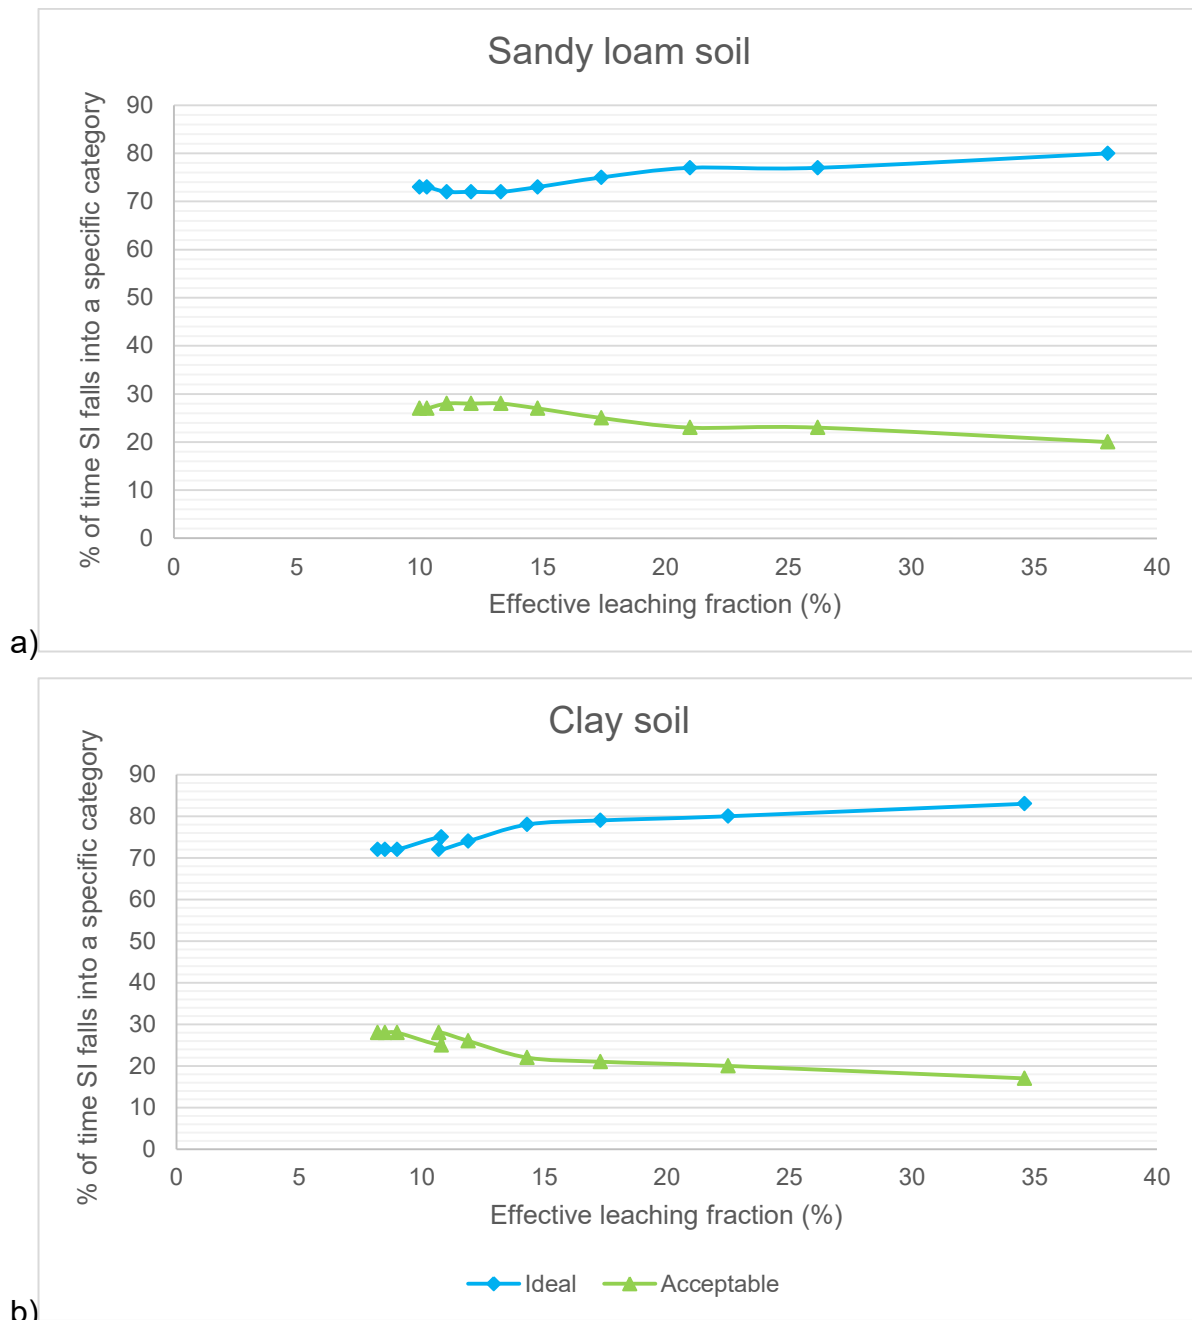 Sandy loam soil
% of time SI falls into a specific category
90
80
70
60
50
40
30
20
10
0
0 5 10 15 20 25 30 35 40
Effective leaching fraction (%)
a)
Clay soil
% of time SI falls into a specific category
90
80
70
60
50
40
30
20
10
0
0 5 10 15 20 25 30 35 40
Effective leaching fraction (%)
Ideal Acceptable
b)